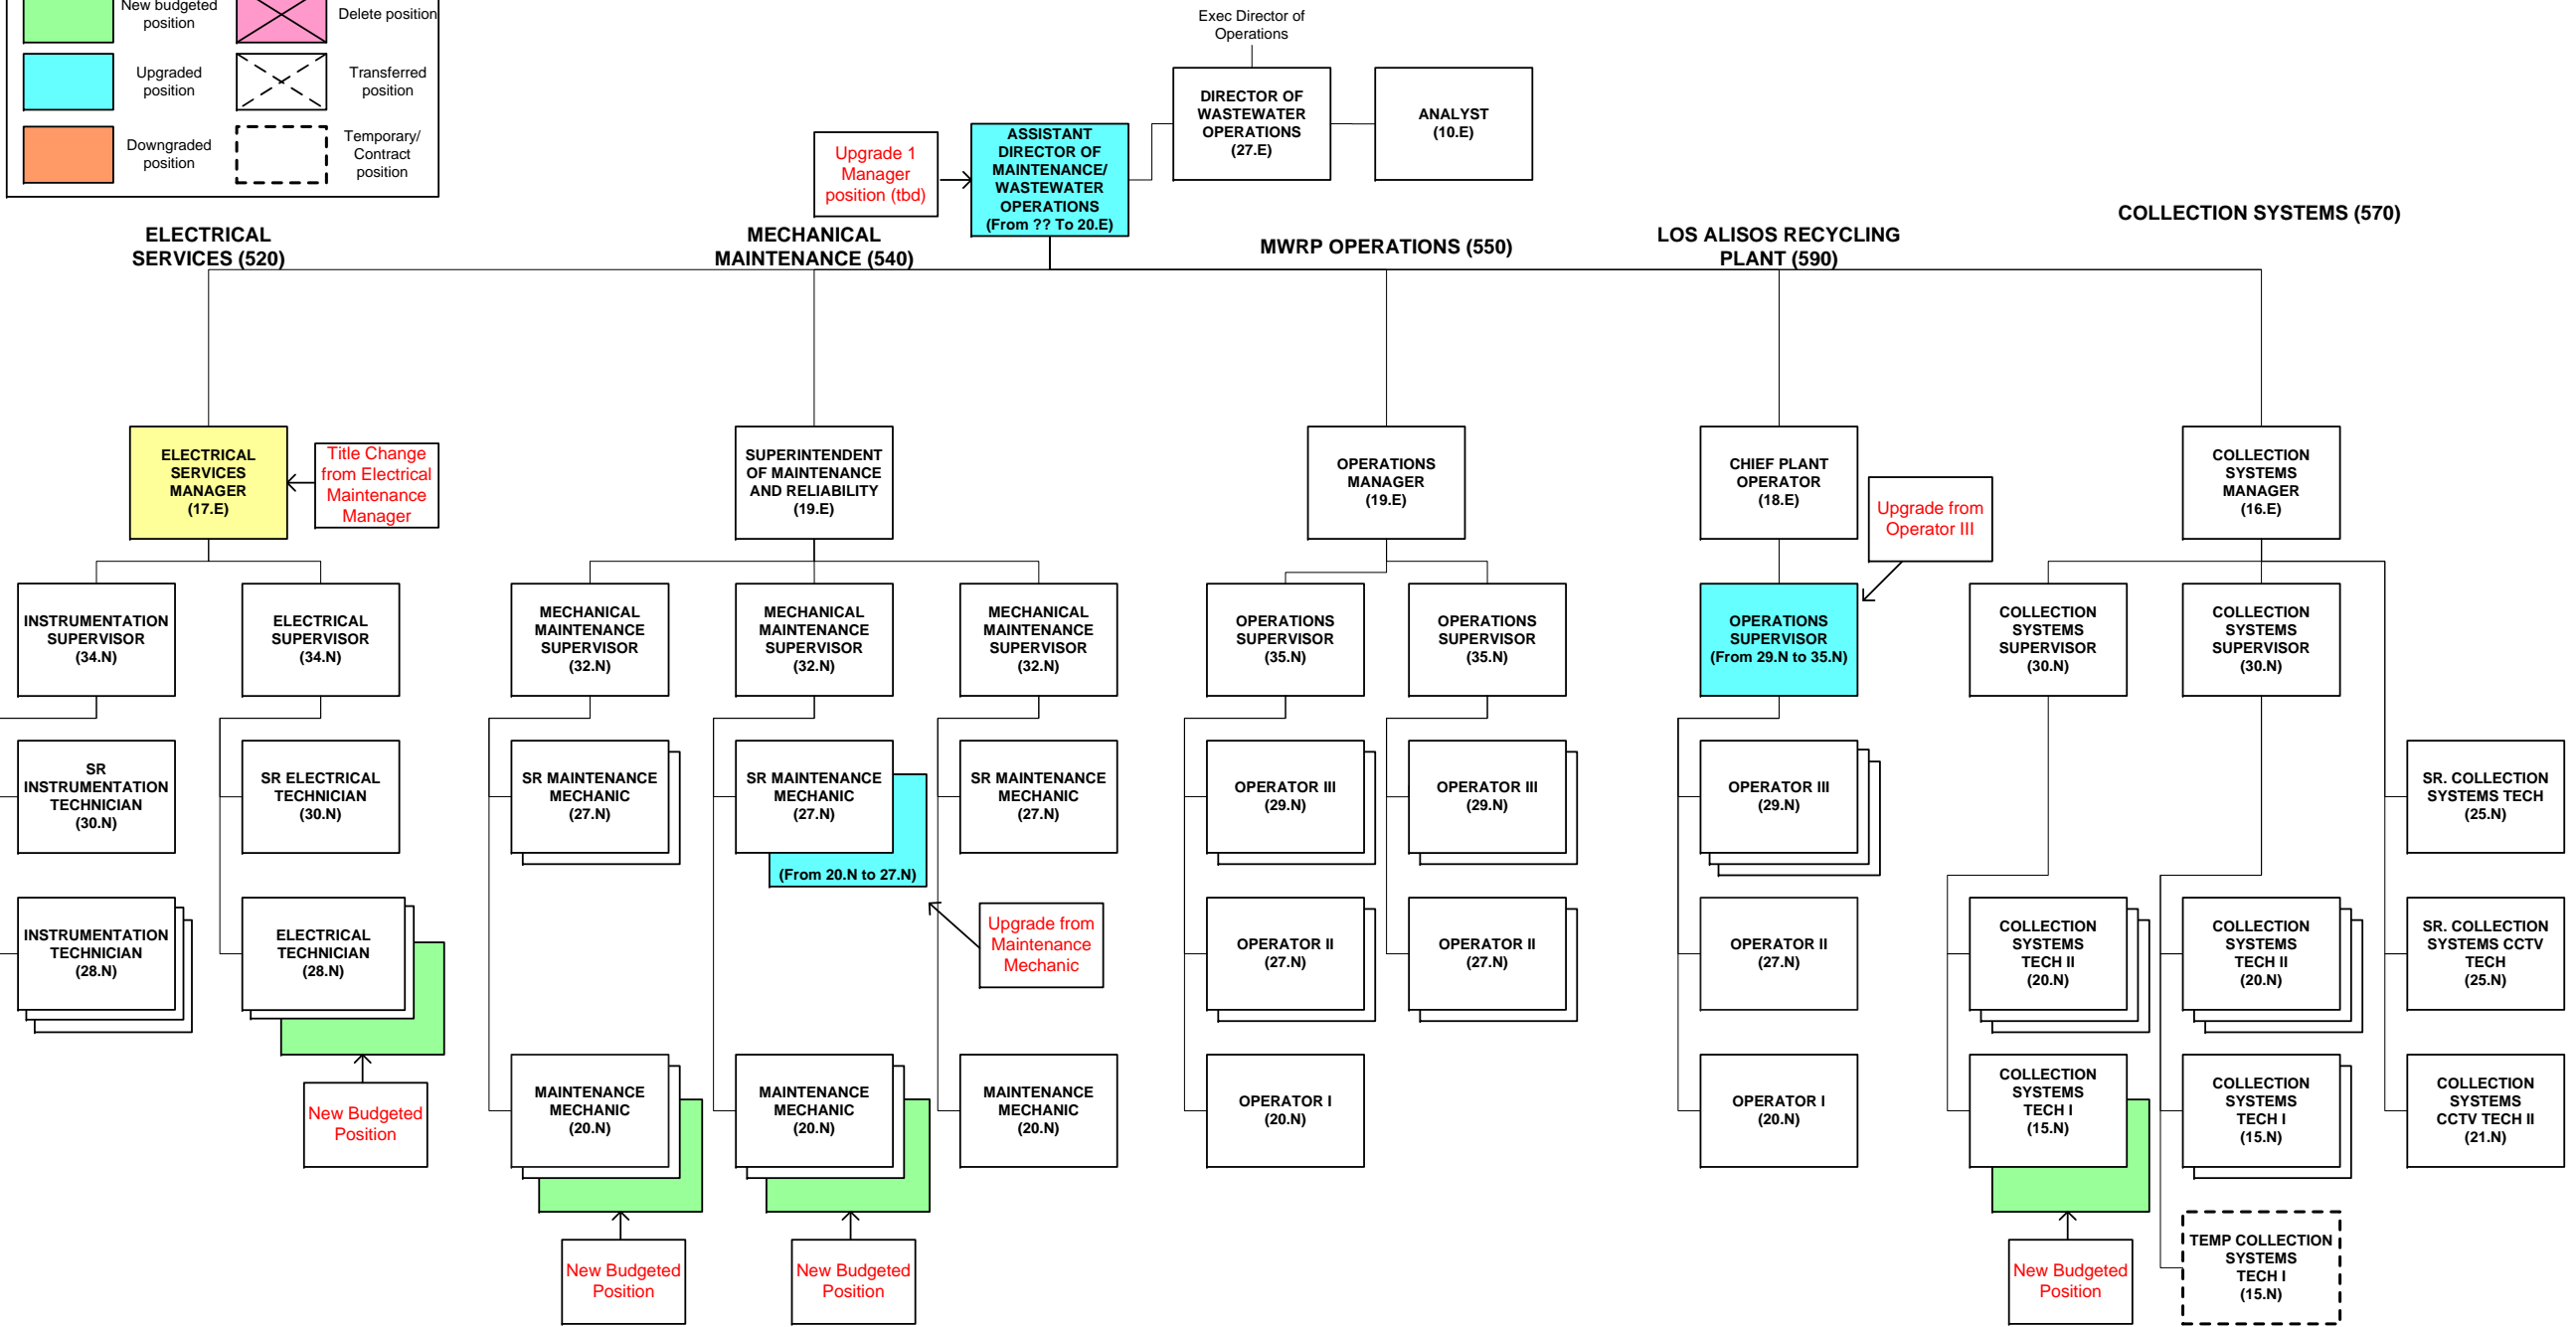 New budgeted
position
Delete position
Upgraded
position
Transferred
position
Downgraded
position
Temporary/
Contract
position
Exec Director of
Operations
DIRECTOR OF
WASTEWATER
OPERATIONS
(27.E)
ANALYST
(10.E)
Upgrade 1
Manager
position (tbd)
ASSISTANT
DIRECTOR OF
MAINTENANCE/
WASTEWATER
OPERATIONS
(From ?? To 20.E)
ELECTRICAL
SERVICES (520)
MECHANICAL
MAINTENANCE (540)
MWRP OPERATIONS (550)
LOS ALISOS RECYCLING
PLANT (590)
COLLECTION SYSTEMS (570)
ELECTRICAL
SERVICES
MANAGER
(17.E)
Title Change
from Electrical
Maintenance
Manager
SUPERINTENDENT
OF MAINTENANCE
AND RELIABILITY
(19.E)
OPERATIONS
MANAGER
(19.E)
CHIEF PLANT
OPERATOR
(18.E)
Upgrade from
Operator III
COLLECTION
SYSTEMS
MANAGER
(16.E)
INSTRUMENTATION
SUPERVISOR
(34.N)
ELECTRICAL
SUPERVISOR
(34.N)
MECHANICAL
MAINTENANCE
SUPERVISOR
(32.N)
MECHANICAL
MAINTENANCE
SUPERVISOR
(32.N)
MECHANICAL
MAINTENANCE
SUPERVISOR
(32.N)
OPERATIONS
SUPERVISOR
(35.N)
OPERATIONS
SUPERVISOR
(35.N)
OPERATIONS
SUPERVISOR
(From 29.N to 35.N)
COLLECTION
SYSTEMS
SUPERVISOR
(30.N)
COLLECTION
SYSTEMS
SUPERVISOR
(30.N)
SR
INSTRUMENTATION
TECHNICIAN
(30.N)
SR ELECTRICAL
TECHNICIAN
(30.N)
SR MAINTENANCE
MECHANIC
(27.N)
SR MAINTENANCE
MECHANIC
(27.N)
(From 20.N to 27.N)
SR MAINTENANCE
MECHANIC
(27.N)
OPERATOR III
(29.N)
OPERATOR III
(29.N)
OPERATOR III
(29.N)
SR. COLLECTION
SYSTEMS TECH
(25.N)
INSTRUMENTATION
TECHNICIAN
(28.N)
ELECTRICAL
TECHNICIAN
(28.N)
Upgrade from
Maintenance
Mechanic
OPERATOR II
(27.N)
OPERATOR II
(27.N)
OPERATOR II
(27.N)
COLLECTION
SYSTEMS
TECH II
(20.N)
COLLECTION
SYSTEMS
TECH II
(20.N)
SR. COLLECTION
SYSTEMS CCTV
TECH
(25.N)
New Budgeted
Position
MAINTENANCE
MECHANIC
(20.N)
MAINTENANCE
MECHANIC
(20.N)
MAINTENANCE
MECHANIC
(20.N)
OPERATOR I
(20.N)
OPERATOR I
(20.N)
COLLECTION
SYSTEMS
TECH I
(15.N)
COLLECTION
SYSTEMS
TECH I
(15.N)
COLLECTION
SYSTEMS
CCTV TECH II
(21.N)
New Budgeted
Position
New Budgeted
Position
New Budgeted
Position
TEMP COLLECTION
SYSTEMS
TECH I
(15.N)